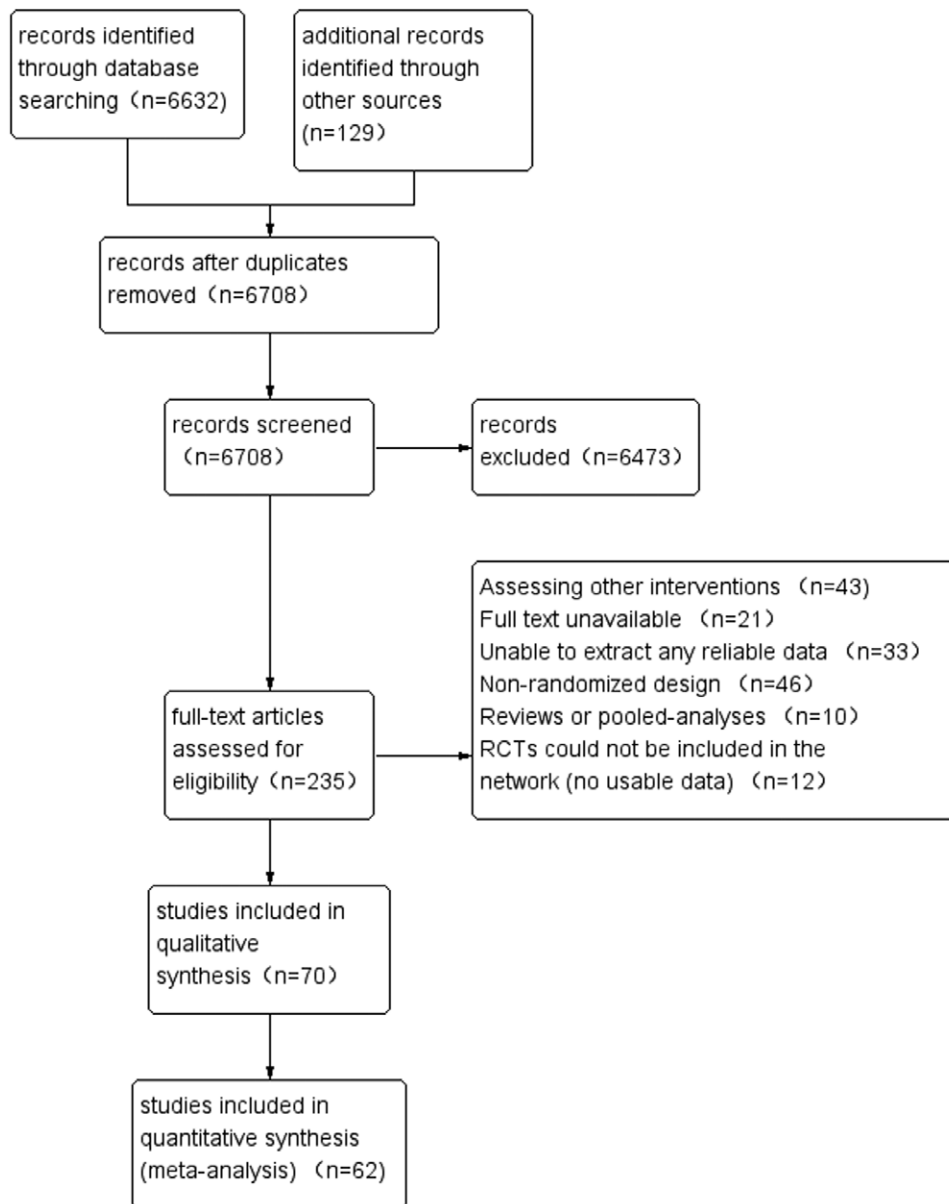 records identified
through database
searching（n=6632)
additional records
identified through
other sources
(n=129）
records after duplicates
removed（n=6708）
records screened
（n=6708）
records
excluded（n=6473）
Assessing other interventions （n=43)
Full text unavailable （n=21）
Unable to extract any reliable data （n=33）
Non-randomized design （n=46）
Reviews or pooled-analyses （n=10）
RCTs could not be included in the
network (no usable data) （n=12）
full-text articles
assessed for
eligibility（n=235）
studies included in
qualitative
synthesis（n=70）
studies included in
quantitative synthesis
(meta-analysis)（n=62）